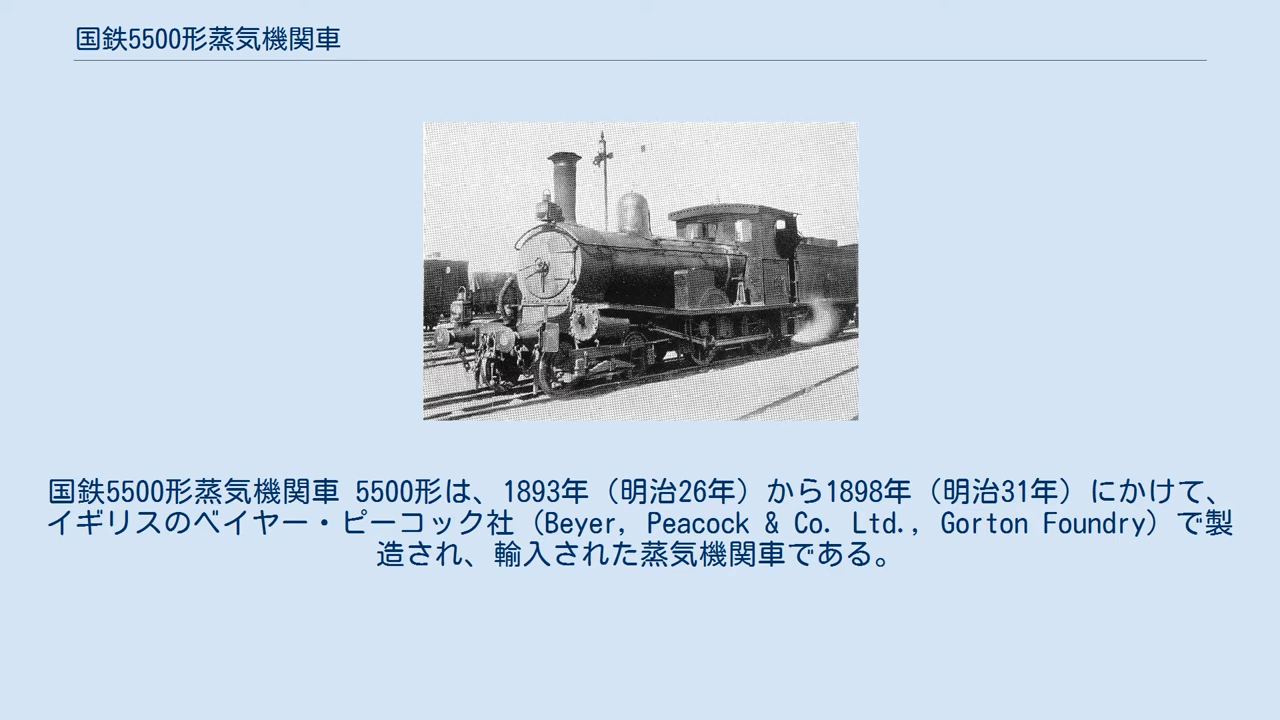 国鉄5500形蒸気機関車
国鉄5500形蒸気機関車 5500形は、1893年（明治26年）から1898年（明治31年）にかけて、
イギリスのベイヤー・ピーコック社（Beyer, Peacock & Co. Ltd., Gorton Foundry）で製
造され、輸入された蒸気機関車である。